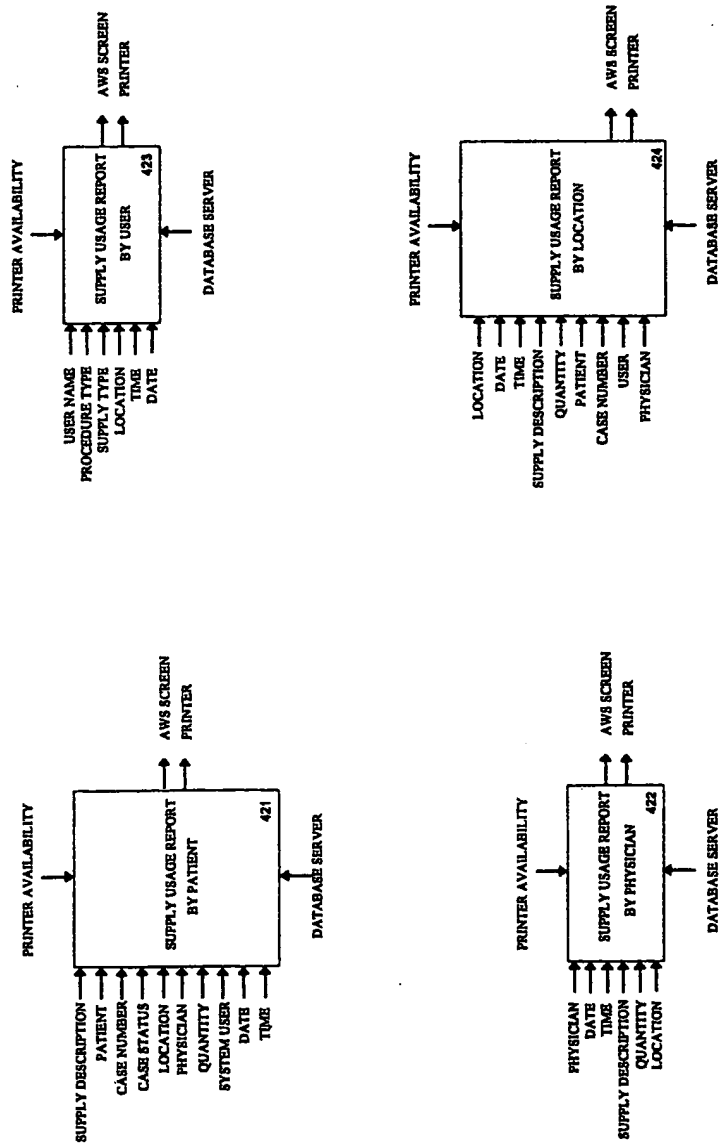 PRINTER AVAILABILITY
SUPPLY DESCRIPTION
PATIENT
CASE NUMBER
CASE STATUS
LOCATION
PHYSICIAN
QUANTITY
SYSTEM USER
DATE
TIME
SUPPLY USAGE REPORT
BY PATIENT
421
AWS SCREEN
PRINTER
DATABASE SERVER
PRINTER AVAILABILITY
USER NAME
PROCEDURE TYPE
SUPPLY TYPE
LOCATION
TIME
DATE
SUPPLY USAGE REPORT
BY USER
423
AWS SCREEN
PRINTER
DATABASE SERVER
PRINTER AVAILABILITY
PHYSICIAN
DATE
TIME
SUPPLY DESCRIPTION
QUANTITY
LOCATION
SUPPLY USAGE REPORT
BY PHYSICIAN
422
AWS SCREEN
PRINTER
DATABASE SERVER
PRINTER AVAILABILITY
LOCATION
DATE
TIME
SUPPLY DESCRIPTION
QUANTITY
PATIENT
CASE NUMBER
USER
PHYSICIAN
SUPPLY USAGE REPORT
BY LOCATION
424
AWS SCREEN
PRINTER
DATABASE SERVER